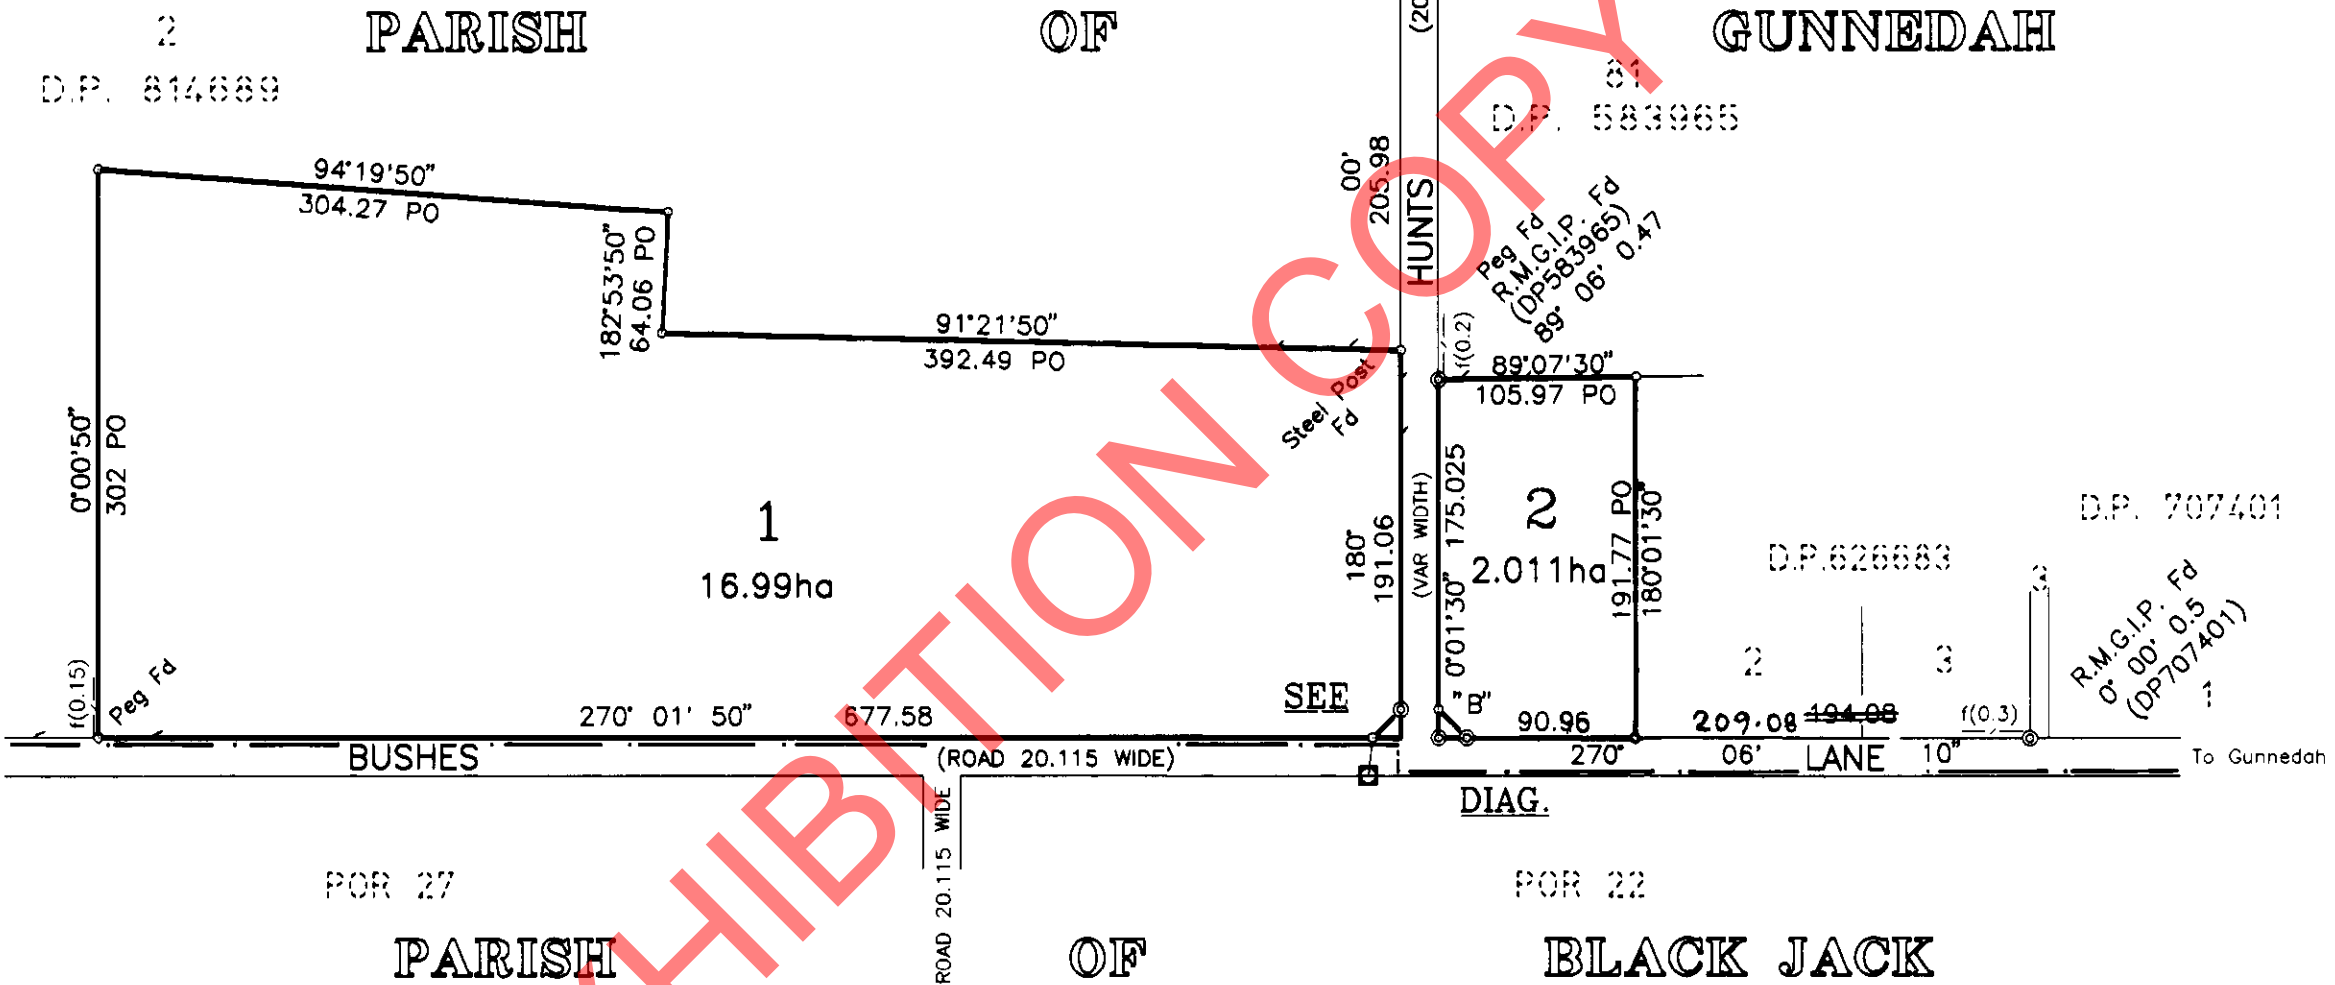 PARISH OF GUNNEDAH
2
D.P. 814689
(20
81
D.P. 583965
94°19'50"
304.27 PO
182°53'50"
64.06 PO
91°21'50"
392.49 PO
00'
205.98
HUNTS
Peg Fd
R.M.G.I.P. Fd
(DP583965)
89° 06' 0.47
f(0.2)
89°07'30"
105.97 PO
Steel Post
Fd
0°00'50"
302 PO
1
16.99ha
180°
191.06
(VAR WIDTH)
0°01'30" 175.025
2
2.011ha
191.77 PO
180°01'30"
D.P. 707401
D.P.626683
3
2
3
1
R.M.G.I.P. Fd
0° 00' 0.5
(DP707401)
f(0.15)
Peg Fd
270° 01' 50" 677.58
SEE
"B"
90.96
209.08 194.08
f(0.3)
BUSHES (ROAD 20.115 WIDE)
270° 06' LANE 10"
To Gunnedah
DIAG.
ROAD 20.115 WIDE
POR 27
POR 22
PARISH OF BLACK JACK
HIBITION COPY